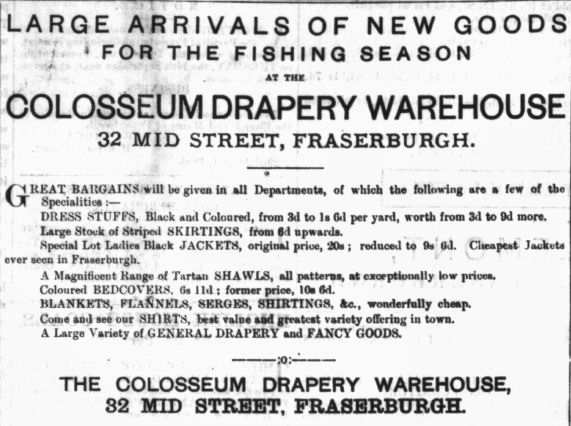 LARGE ARRIVALS OF NEW GOODS
FOR THE FISHING SEASON
AT THE
COLOSSEUM DRAPERY WAREHOUSE
32 MID STREET, FRASERBURGH.
GREAT BARGAINS will be given in all Departments, of which the following are a few of the
Specialities :—
DRESS STUFFS, Black and Coloured, from 3d to 1s 6d per yard, worth from 3d to 9d more.
Large Stock of Striped SKIRTINGS, from 6d upwards.
Special Lot Ladies Black JACKETS, original price, 20s ; reduced to 9s 6d. Cheapest Jackets
ever seen in Fraserburgh.
A Magnificent Range of Tartan SHAWLS, all patterns, at exceptionally low prices.
Coloured BEDCOVERS, 6s 11d ; former price, 10s 6d.
BLANKETS, FLANNELS, SERGES, SHIRTINGS, &c., wonderfully cheap.
Come and see our SHIRTS, best value and greatest variety offering in town.
A Large Variety of GENERAL DRAPERY and FANCY GOODS.
———:o:———
THE COLOSSEUM DRAPERY WAREHOUSE,
32 MID STREET, FRASERBURGH.